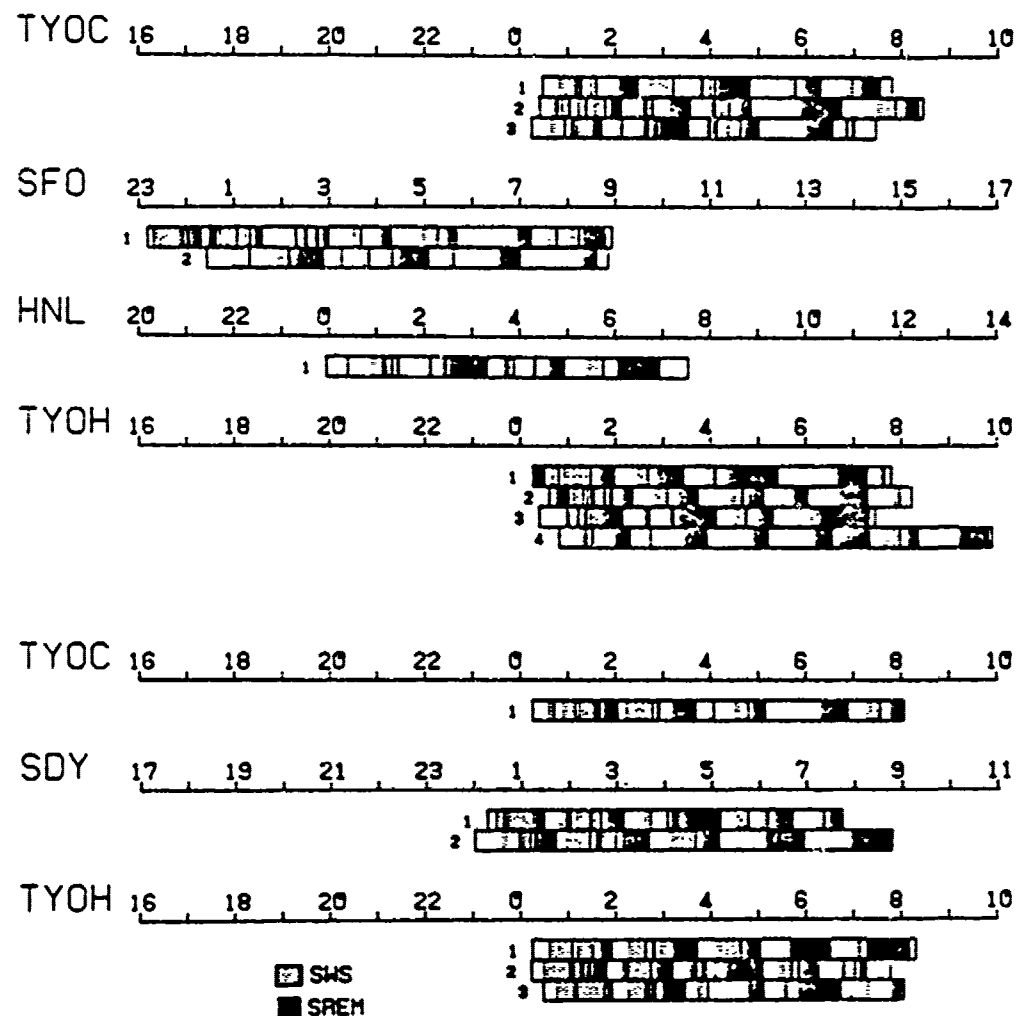 TYOC 16 18 20 22 0 2 4 6 8 10
1
2
3
SFO 23 1 3 5 7 9 11 13 15 17
1
2
HNL 20 22 0 2 4 6 8 10 12 14
1
TYOH 16 18 20 22 0 2 4 6 8 10
1
2
3
4
TYOC 16 18 20 22 0 2 4 6 8 10
1
SDY 17 19 21 23 1 3 5 7 9 11
1
2
TYOH 16 18 20 22 0 2 4 6 8 10
1
2
3
SWS
SREM